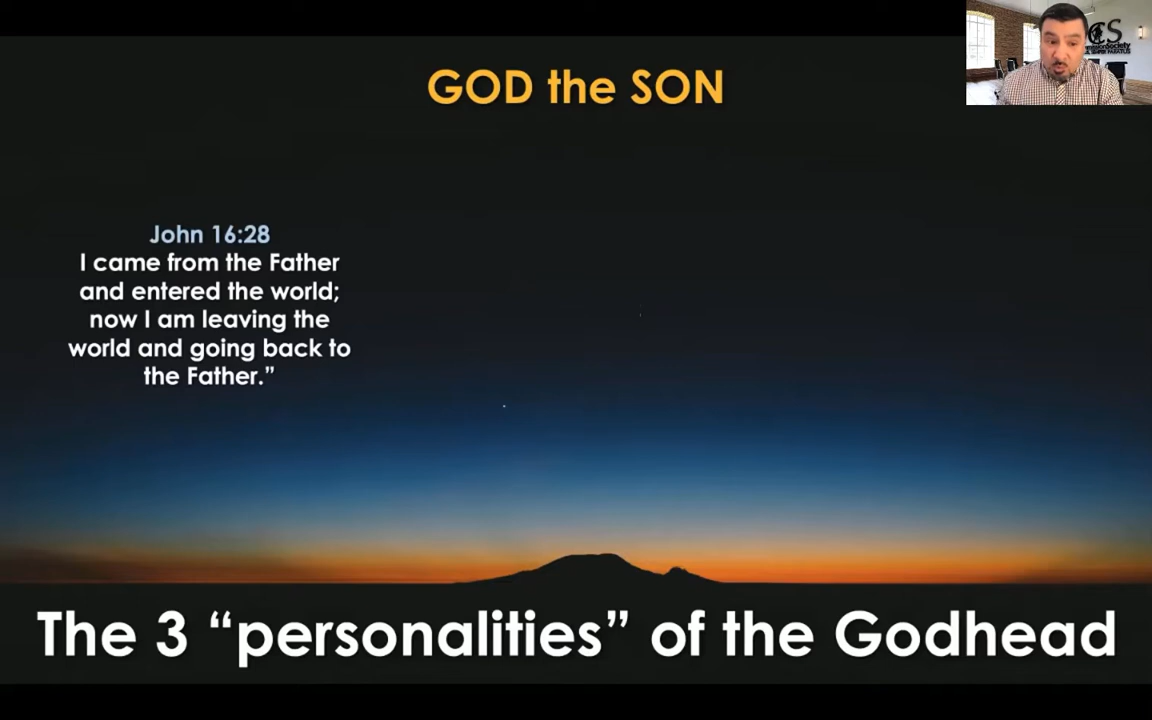 GOD the SON
John 16:28
I came from the Father
and entered the world;
now I am leaving the
world and going back to
the Father.”
The 3 “personalities” of the Godhead